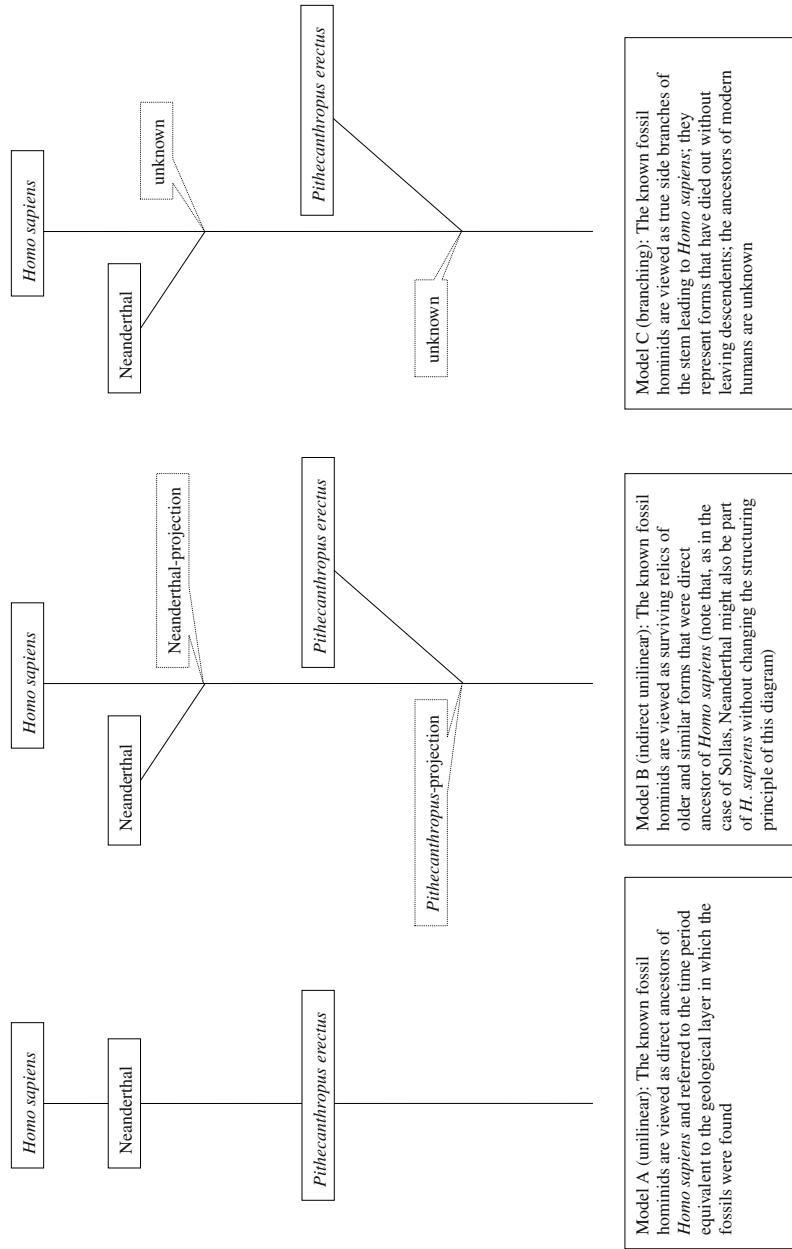 Homo sapiens
Neanderthal
Pithecanthropus erectus
Model A (unilinear): The known fossil
hominids are viewed as direct ancestors of
Homo sapiens and referred to the time period
equivalent to the geological layer in which the
fossils were found
Homo sapiens
Neanderthal
Neanderthal-projection
Pithecanthropus erectus
Pithecanthropus-projection
Model B (indirect unilinear): The known fossil
hominids are viewed as surviving relics of
older and similar forms that were direct
ancestor of Homo sapiens (note that, as in the
case of Sollas, Neanderthal might also be part
of H. sapiens without changing the structuring
principle of this diagram)
Homo sapiens
Neanderthal
unknown
Pithecanthropus erectus
unknown
Model C (branching): The known fossil
hominids are viewed as true side branches of
the stem leading to Homo sapiens; they
represent forms that have died out without
leaving descendents; the ancestors of modern
humans are unknown